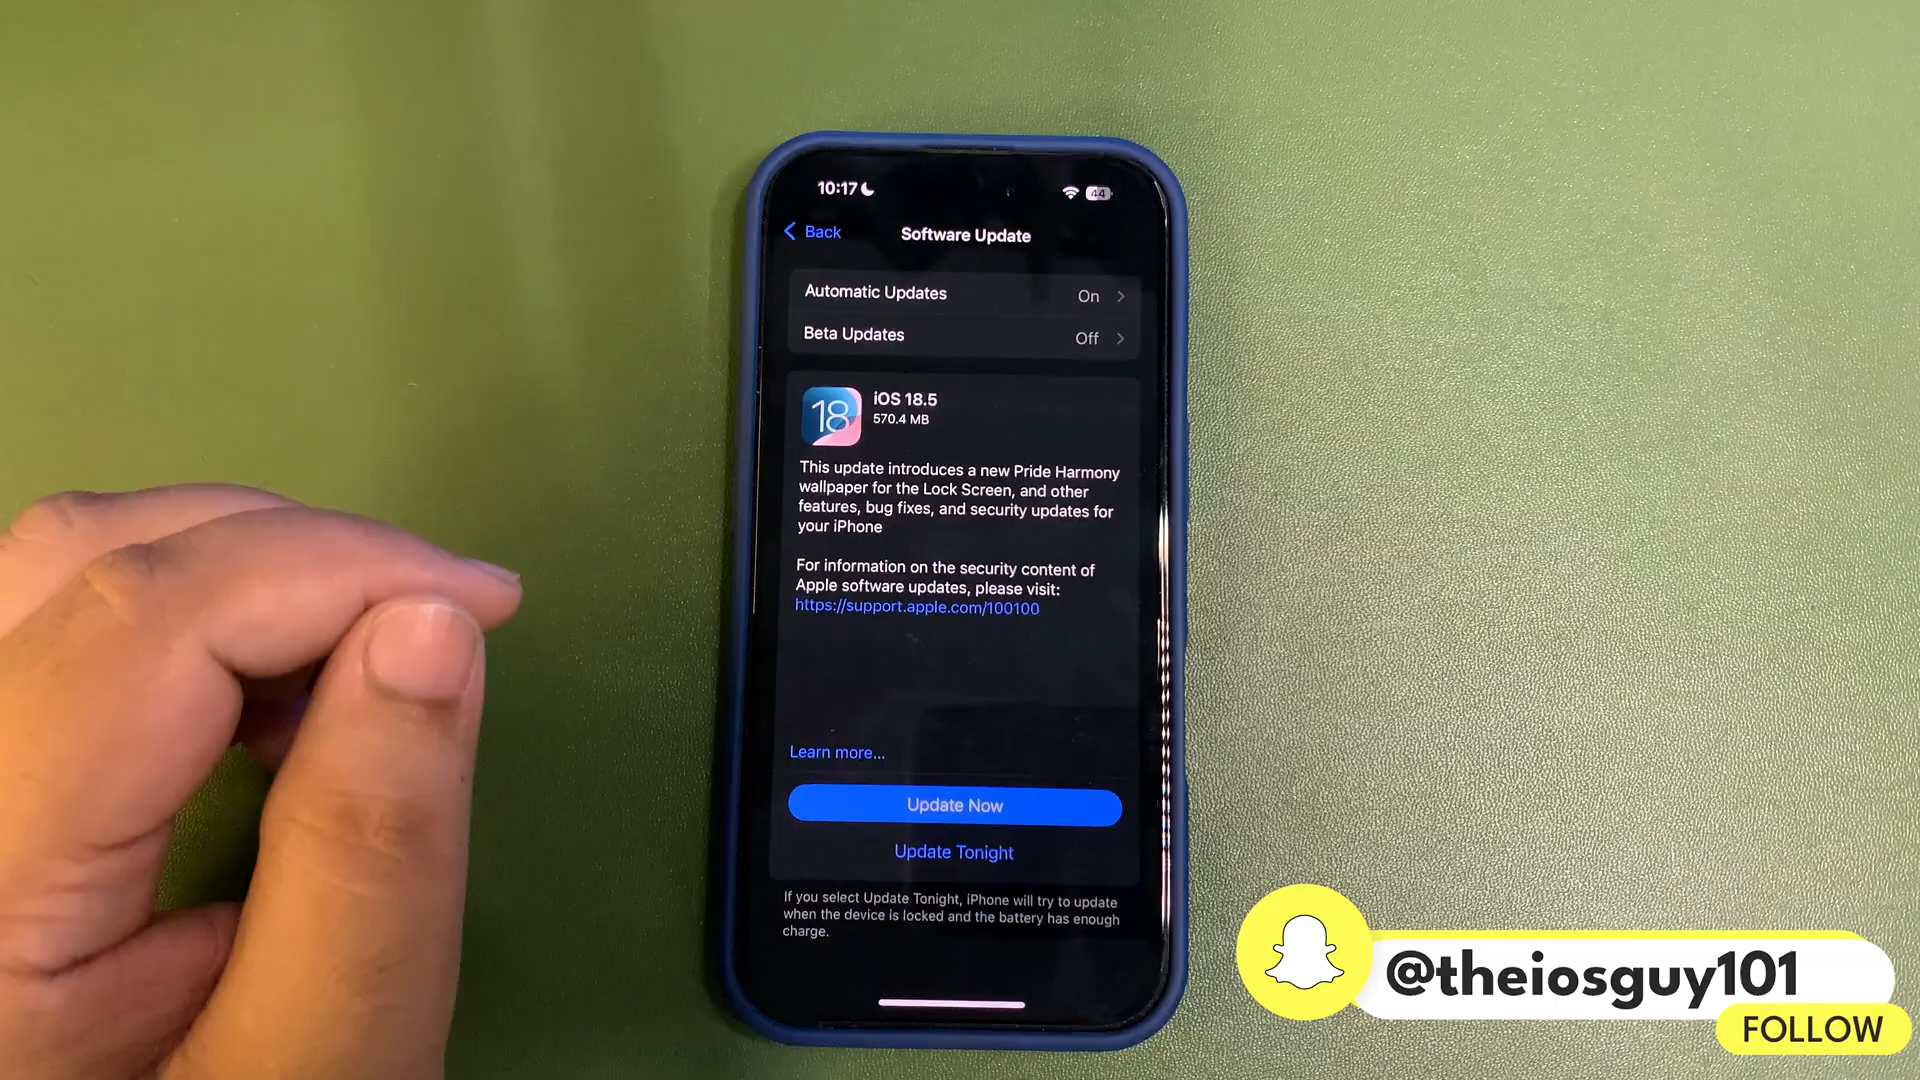 10:17
44
Back
Software Update
Automatic Updates On
Beta Updates Off
18
iOS 18.5
570.4 MB
This update introduces a new Pride Harmony
wallpaper for the Lock Screen, and other
features, bug fixes, and security updates for
your iPhone
For information on the security content of
Apple software updates, please visit:
https://support.apple.com/100100
Learn more...
Update Now
Update Tonight
If you select Update Tonight, iPhone will try to update
when the device is locked and the battery has enough
charge.
@theiosguy101
FOLLOW